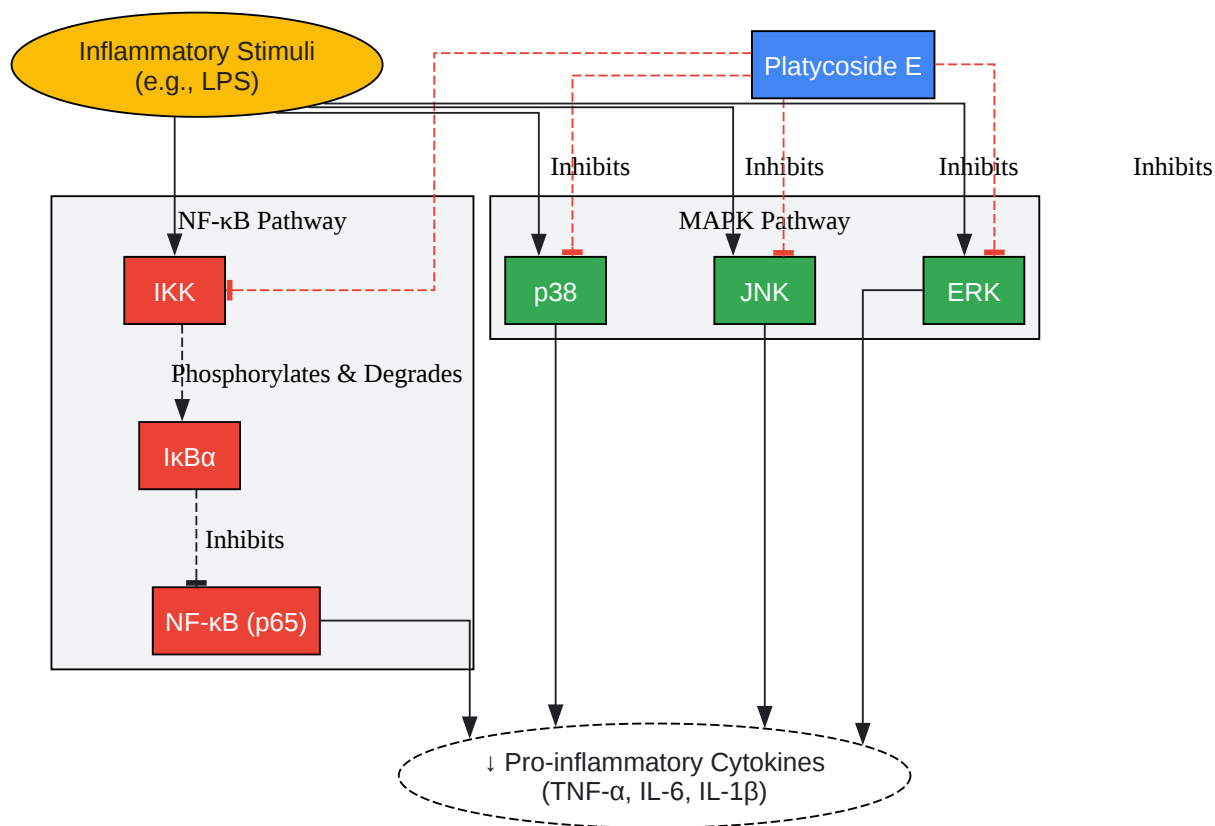 Inflammatory Stimuli
(e.g., LPS)
Platycoside E
Inhibits
Inhibits
Inhibits
Inhibits
NF-κB Pathway
MAPK Pathway
IKK
p38
JNK
ERK
Phosphorylates & Degrades
IκBα
Inhibits
NF-κB (p65)
↓ Pro-inflammatory Cytokines
(TNF-α, IL-6, IL-1β)